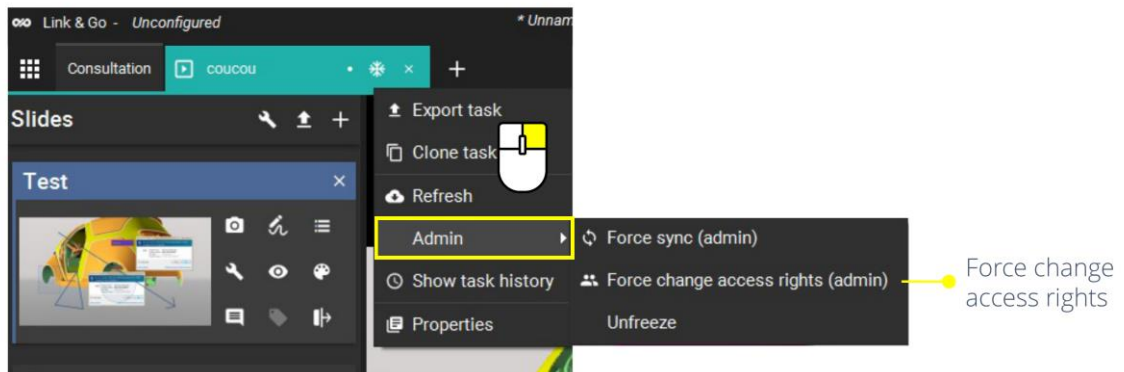 Link & Go - Unconfigured
* Unnam
Consultation
coucou
Slides
Export task
Clone task
Test
Refresh
Admin
Force sync (admin)
Show task history
Force change access rights (admin)
Force change
access rights
Properties
Unfreeze